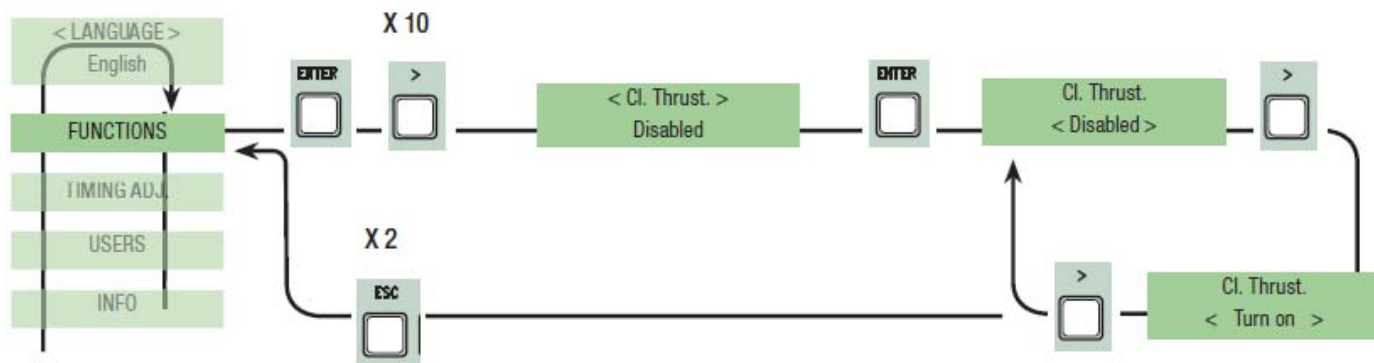 < LANGUAGE >
English
FUNCTIONS
TIMING ADJ.
USERS
INFO
ENTER
X 10
>
< Cl. Thrust. >
Disabled
ENTER
Cl. Thrust.
< Disabled >
>
Cl. Thrust.
< Turn on >
>
X 2
ESC